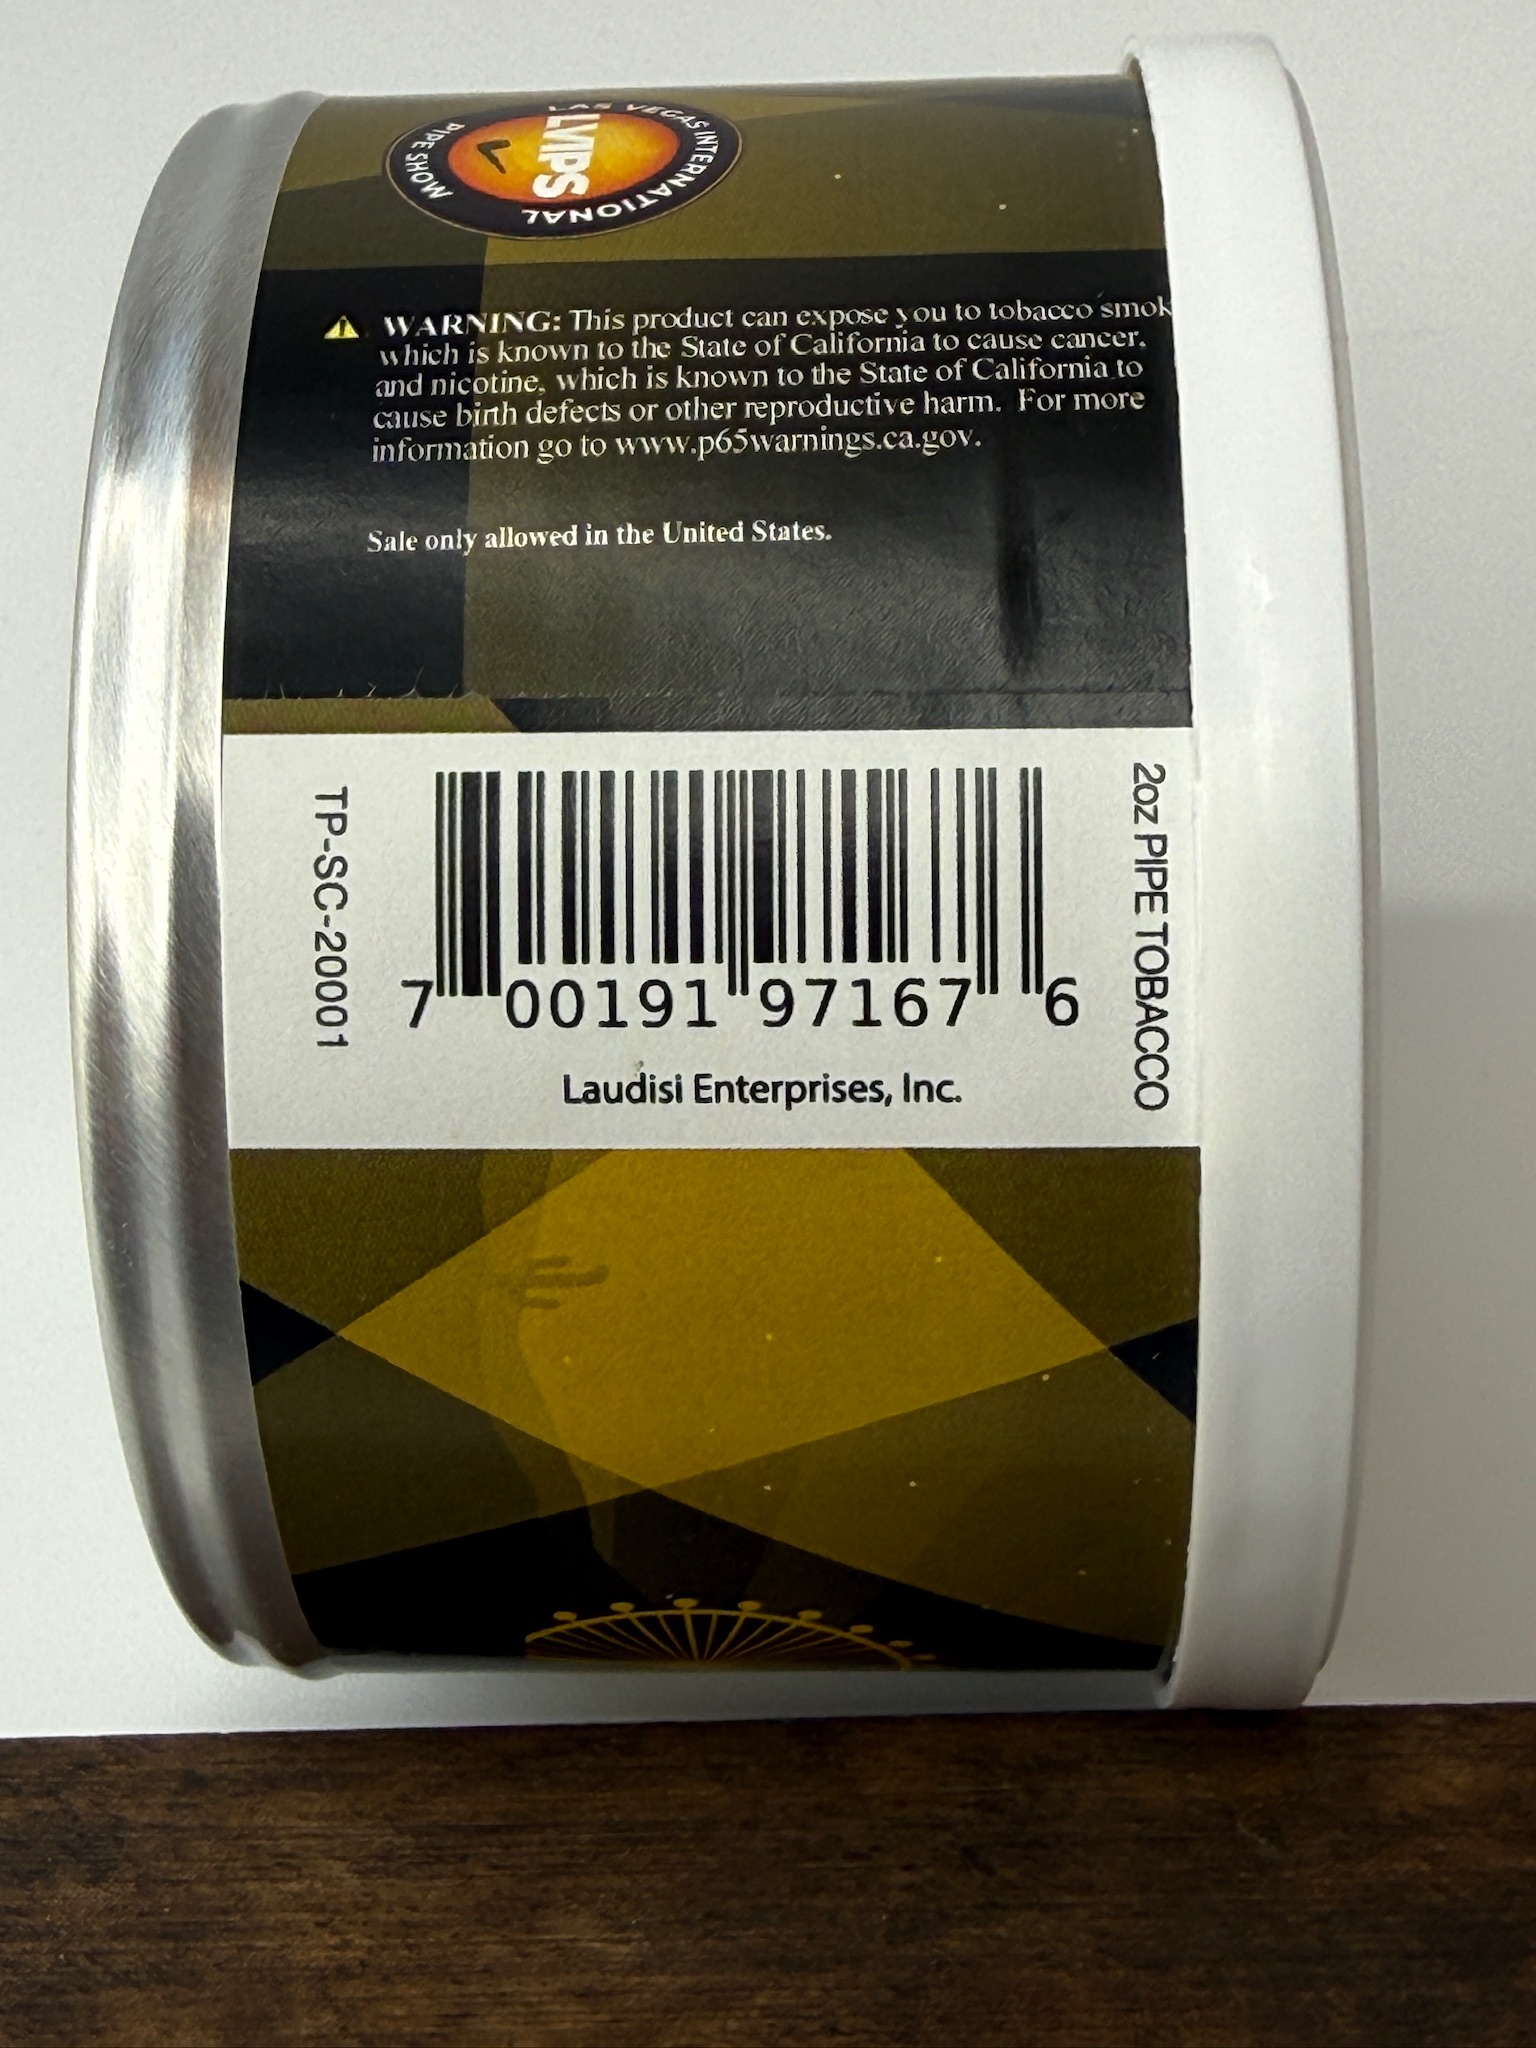 LAS VEGAS INTERNATIONAL
PIPE SHOW
LVIPS
WARNING: This product can expose you to tobacco smok
which is known to the State of California to cause cancer,
and nicotine, which is known to the State of California to
cause birth defects or other reproductive harm. For more
information go to www.p65warnings.ca.gov.
Sale only allowed in the United States.
TP-SC-20001
7 00191 97167 6
Laudisi Enterprises, Inc.
2oz PIPE TOBACCO